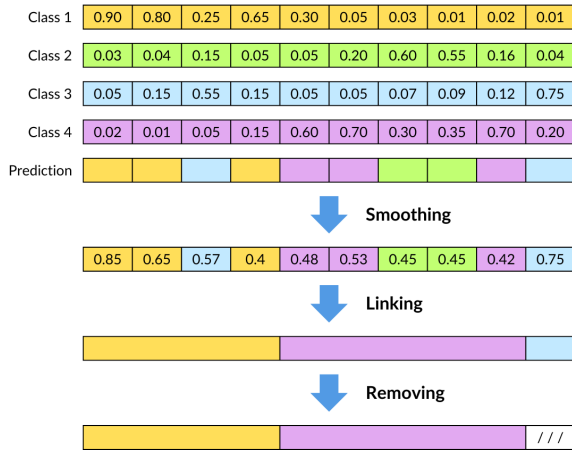 Class 1 0.90 0.80 0.25 0.65 0.30 0.05 0.03 0.01 0.02 0.01
Class 2 0.03 0.04 0.15 0.05 0.05 0.20 0.60 0.55 0.16 0.04
Class 3 0.05 0.15 0.55 0.15 0.05 0.05 0.07 0.09 0.12 0.75
Class 4 0.02 0.01 0.05 0.15 0.60 0.70 0.30 0.35 0.70 0.20
Prediction
Smoothing
0.85 0.65 0.57 0.4 0.48 0.53 0.45 0.45 0.42 0.75
Linking
Removing
/ / /